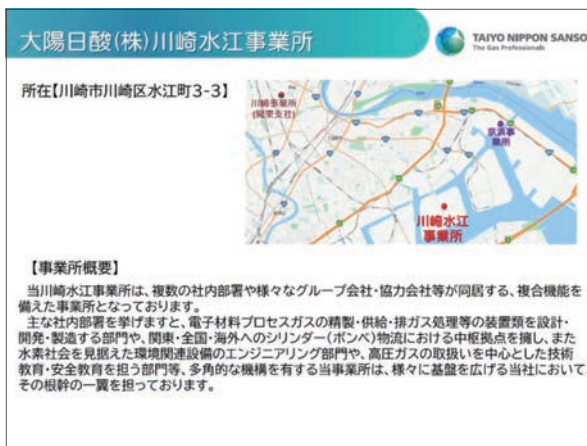 大陽日酸(株)川崎水江事業所
TAIYO NIPPON SANSO
The Gas Professionals
所在【川崎市川崎区水江町3-3】
川崎事業所
(関東支社)
京浜事
業所
川崎水江
事業所
【事業所概要】
当川崎水江事業所は、複数の社内部署や様々なグループ会社・協力会社等が同居する、複合機能を
備えた事業所となっております。
主な社内部署を挙げますと、電子材料プロセスガスの精製・供給・排ガス処理等の装置類を設計・
開発・製造する部門や、関東・全国・海外へのシリンダー(ボンベ)物流における中枢拠点を擁し、また
水素社会を見据えた環境関連設備のエンジニアリング部門や、高圧ガスの取扱いを中心とした技術
教育・安全教育を担う部門等、多角的な機構を有する当事業所は、様々に基盤を広げる当社において、
その根幹の一翼を担っております。